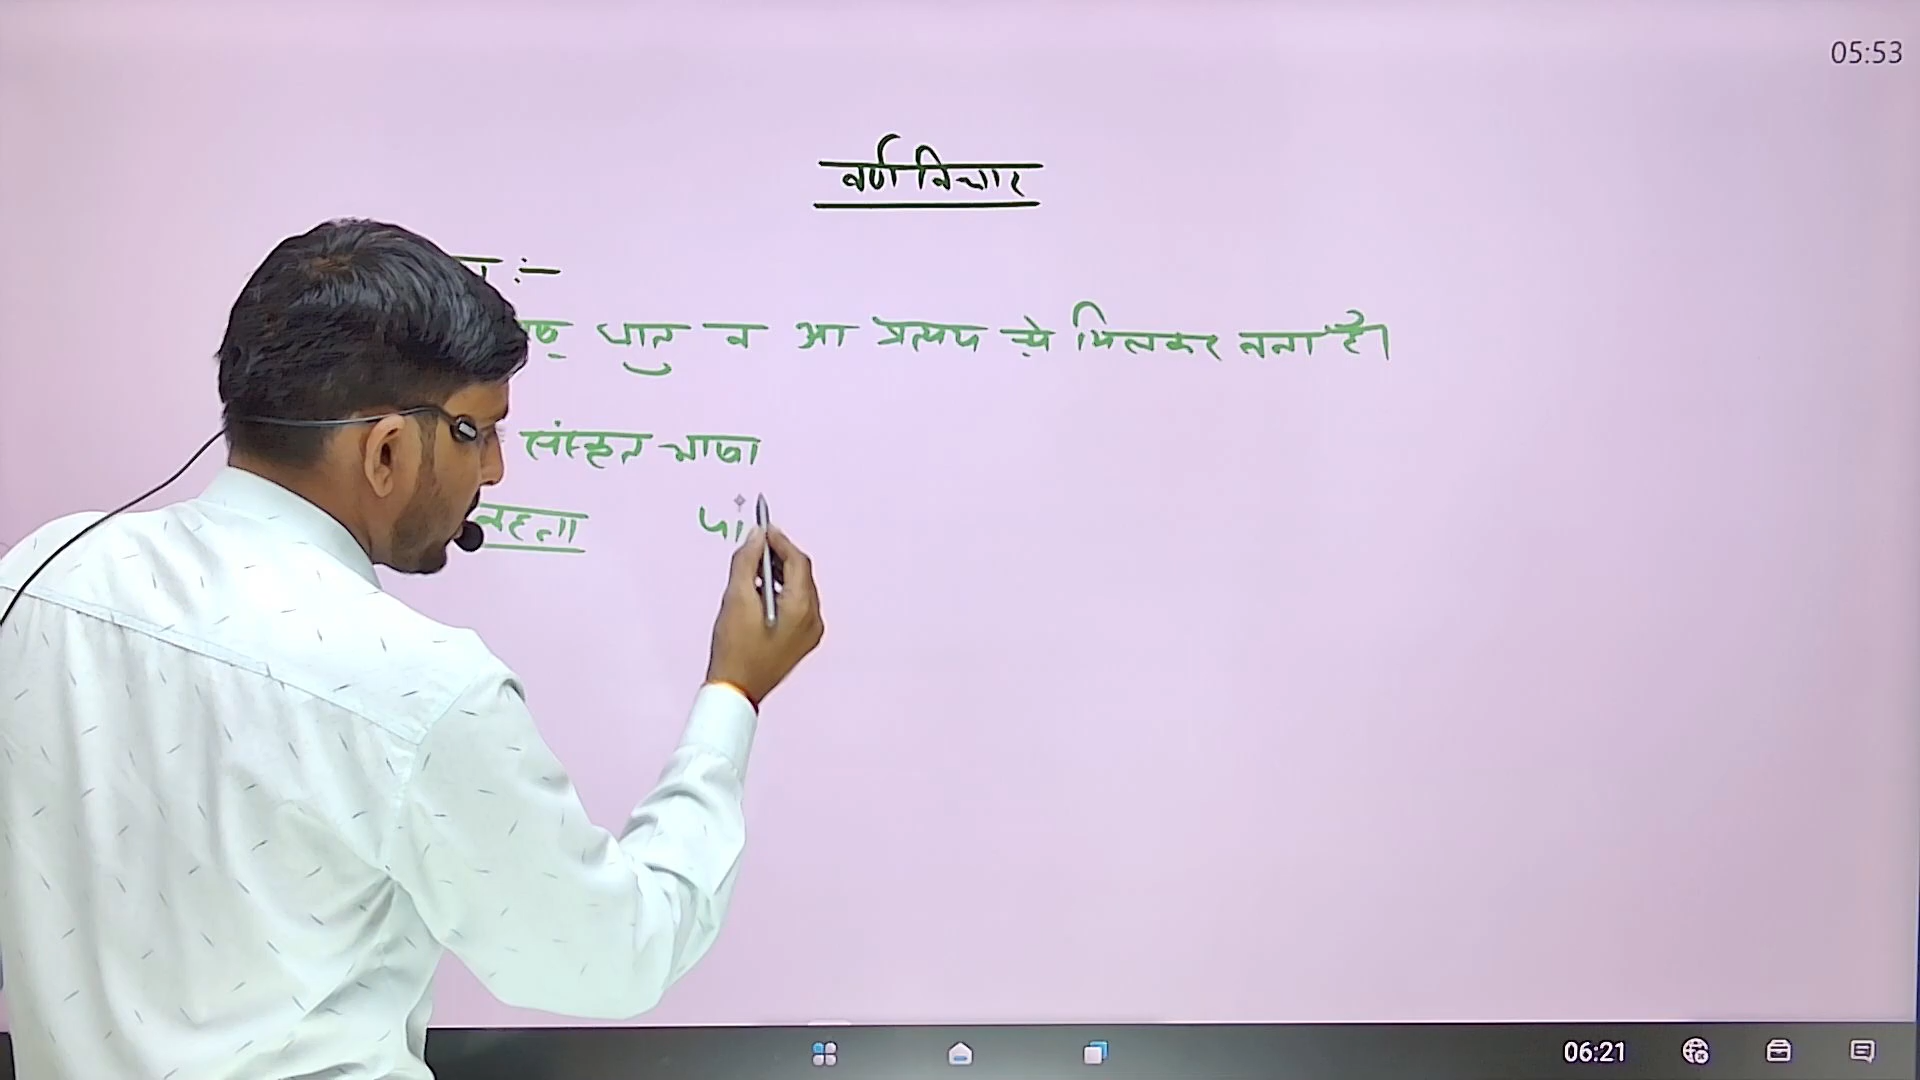 05:53
वर्ण विचार
:-
धातु व आ प्रत्यय से मिलकर बना है।
संस्कृत भाषा
कहना
06:21